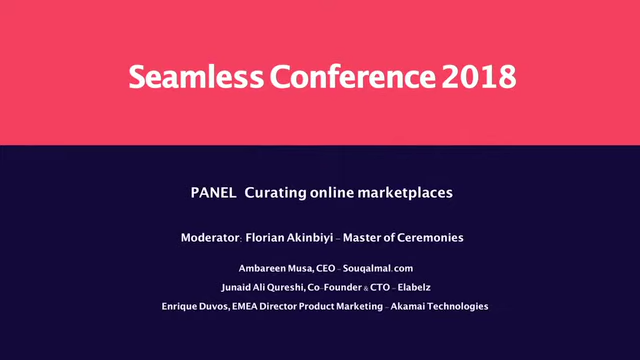 Seamless Conference 2018
PANEL  Curating online marketplaces
Moderator: Florian Akinbiyi – Master of Ceremonies
Ambareen Musa, CEO – Souqalmal.com
Junaid Ali Qureshi, Co-Founder & CTO – Elabelz
Enrique Duvos, EMEA Director Product Marketing – Akamai Technologies